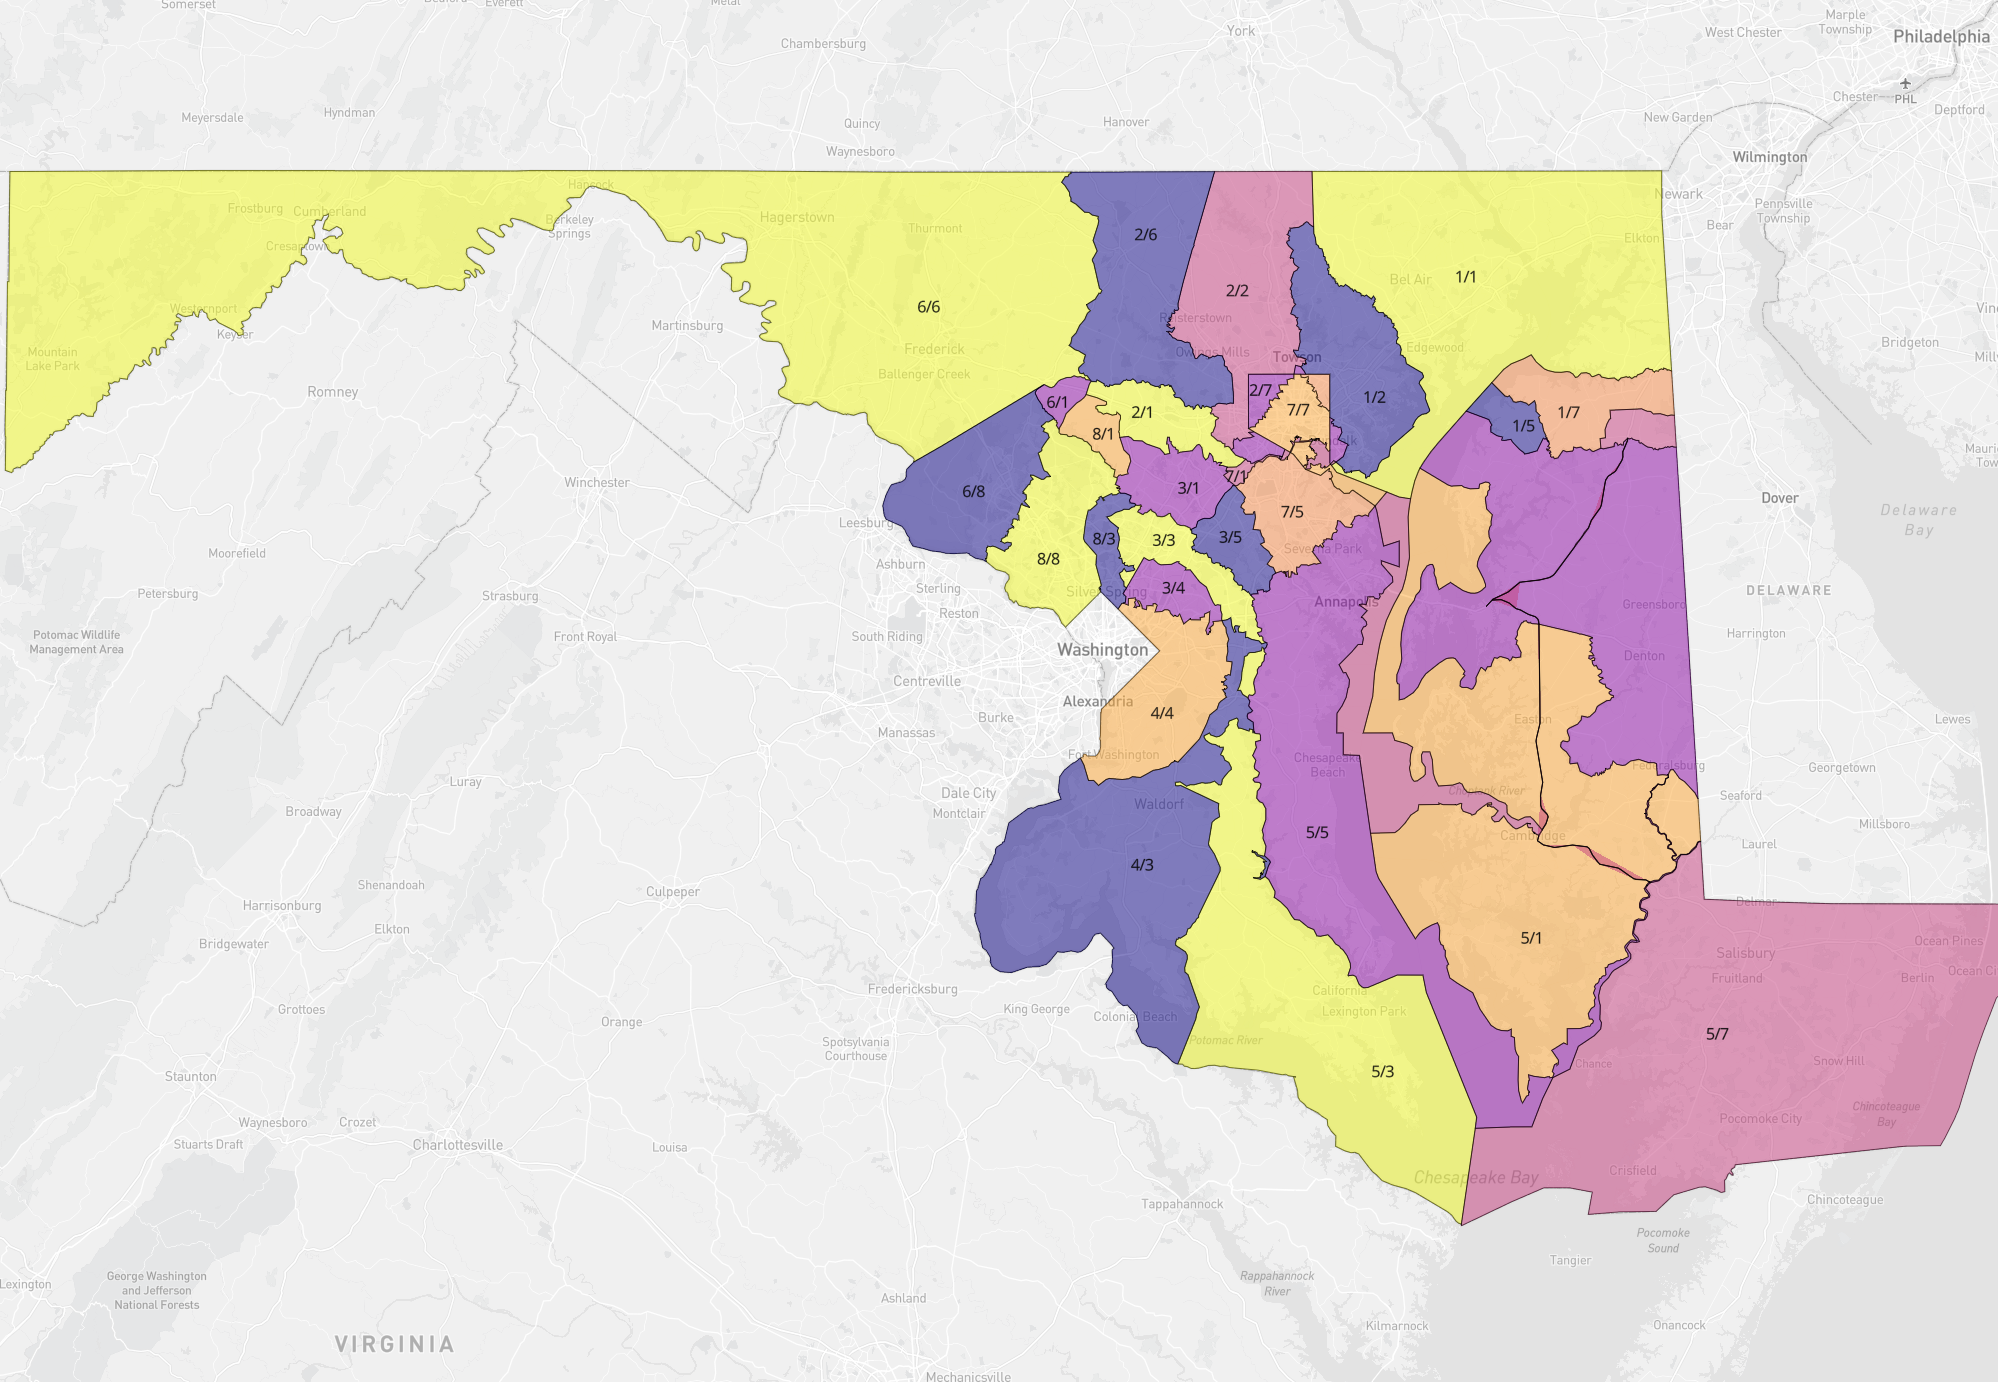 Somerset
Everett
Metal
Chambersburg
York
West Chester
Marple
Township
Philadelphia
Chester
PHL
Deptford
Meyersdale
Hyndman
Quincy
Hanover
New Garden
Waynesboro
Wilmington
Hancock
Newark
Frostburg
Cumberland
Berkeley
Springs
Hagerstown
Thurmont
2/6
Pennsville
Township
Bear
Elkton
Cresaptown
1/1
Bel Air
2/2
Westernport
Keyser
Martinsburg
6/6
Reisterstown
Mountain
Lake Park
Frederick
Ballenger Creek
Owings Mills
Towson
Edgewood
Bridgeton
Romney
6/1
2/1
2/7
7/7
1/2
1/7
1/5
8/1
Winchester
6/8
3/1
7/1
7/5
Dover
Delaware
Bay
Leesburg
Moorefield
8/3
3/3
3/5
Severna Park
Ashburn
8/8
Petersburg
Strasburg
Sterling
Reston
Silver Spring
3/4
Annapolis
DELAWARE
Greensboro
Potomac Wildlife
Management Area
Front Royal
South Riding
Washington
Harrington
Denton
Centreville
Alexandria
Burke
4/4
Easton
Lewes
Manassas
Fort Washington
Chesapeake
Beach
Federalsburg
Georgetown
Luray
Dale City
Montclair
Waldorf
Choptank River
Seaford
Broadway
5/5
Cambridge
Millsboro
Laurel
4/3
Shenandoah
Culpeper
Harrisonburg
Delmar
Elkton
Bridgewater
5/1
Ocean Pines
Salisbury
Fruitland
Berlin
Fredericksburg
California
Lexington Park
Grottoes
Orange
King George
Colonial Beach
Spotsylvania
Courthouse
Potomac River
5/7
Chance
Snow Hill
Staunton
5/3
Waynesboro
Crozet
Stuarts Draft
Charlottesville
Louisa
Pocomoke City
Chincoteague
Bay
Chesapeake Bay
Crisfield
Tappahannock
Chincoteague
Pocomoke
Sound
Tangier
Lexington
George Washington
and Jefferson
National Forests
Rappahannock
River
Ashland
VIRGINIA
Kilmarnock
Onancock
Mechanicsville